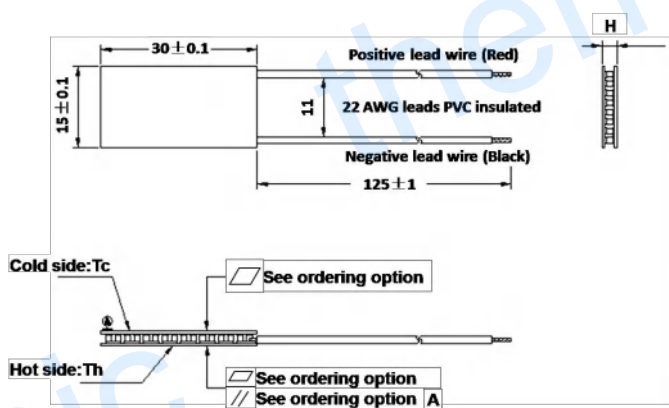 H
30±0.1
Positive lead wire (Red)
15±0.1
11
22 AWG leads PVC insulated
Negative lead wire (Black)
125±1
Cold side:Tc
See ordering option
A
Hot side:Th
See ordering option
// See ordering option A